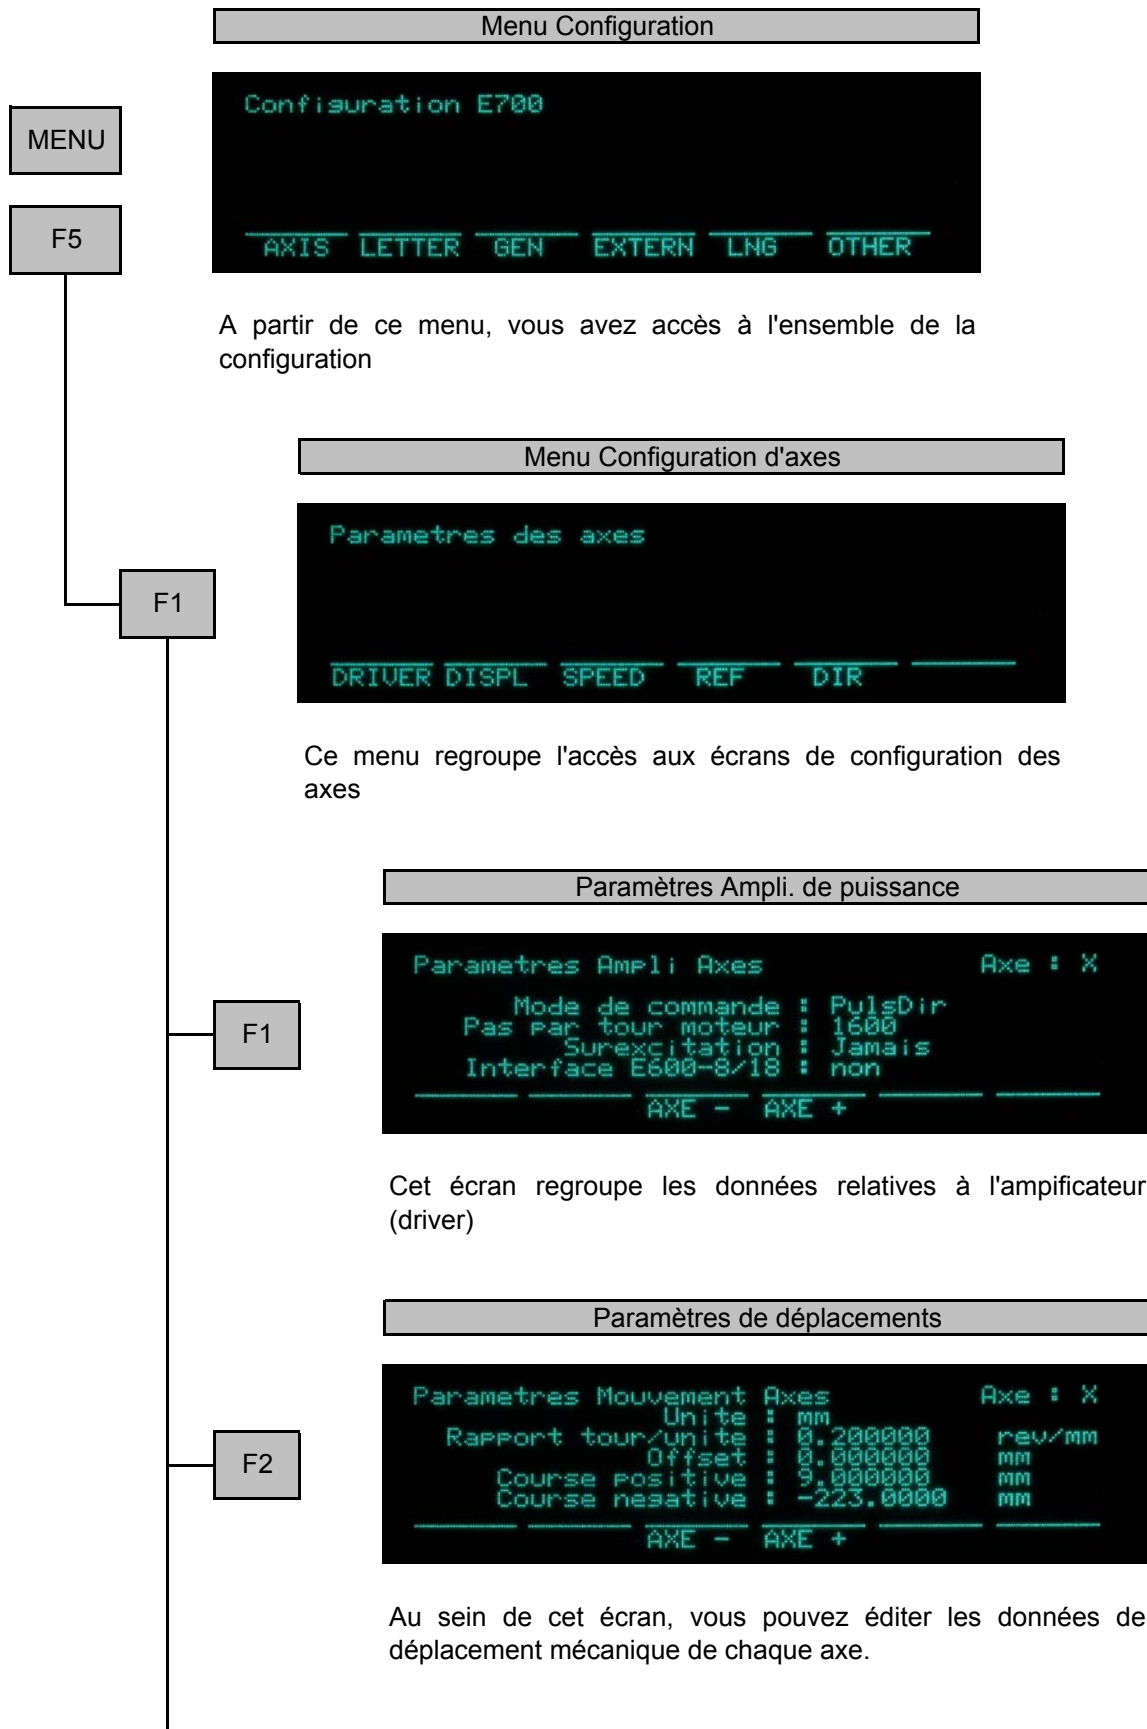 Menu Configuration
MENU
Configuration E700
F5
AXIS LETTER GEN EXTERN LNG OTHER
A partir de ce menu, vous avez accès à l'ensemble de la
configuration
Menu Configuration d'axes
Parametres des axes
F1
DRIVER DISPL SPEED REF DIR
Ce menu regroupe l'accès aux écrans de configuration des
axes
Paramètres Ampli. de puissance
Parametres Ampli Axes Axe : X
Mode de commande : PulsDir
Pas par tour moteur : 1600
Surexcitation : Jamais
Interface E600-8/18 : non
AXE - AXE +
F1
Cet écran regroupe les données relatives à l'ampificateur
(driver)
Paramètres de déplacements
Parametres Mouvement Axes Axe : X
Unite : mm
Rapport tour/unite : 0.200000 rev/mm
Offset : 0.000000 mm
Course positive : 9.000000 mm
Course negative : -223.0000 mm
AXE - AXE +
F2
Au sein de cet écran, vous pouvez éditer les données de
déplacement mécanique de chaque axe.